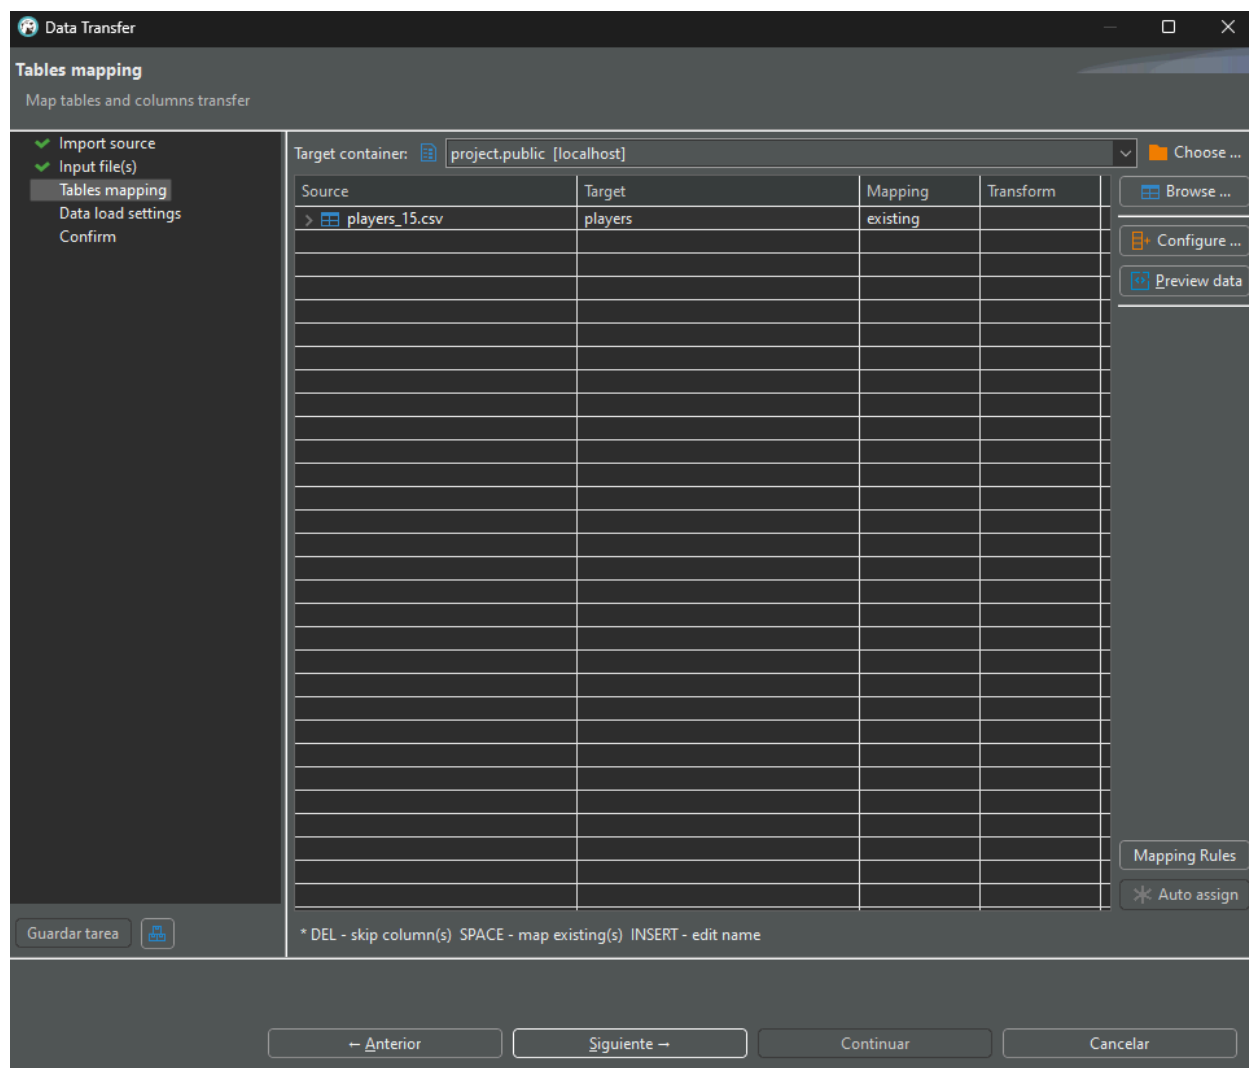 Data Transfer
Tables mapping
Map tables and columns transfer
Import source
Input file(s)
Tables mapping
Data load settings
Confirm
Target container: project.public [localhost] Choose ...
Source Target Mapping Transform
players_15.csv players existing
Browse ...
Configure ...
Preview data
Mapping Rules
Auto assign
Guardar tarea
* DEL - skip column(s) SPACE - map existing(s) INSERT - edit name
← Anterior Siguiente → Continuar Cancelar